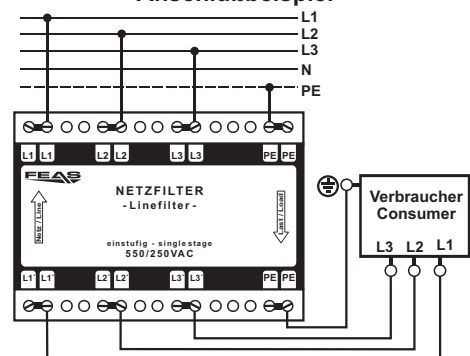 Anschlußbeispiel
L1
L2
L3
N
PE
L1 L1 L2 L2 L3 L3 PE PE
FEAS
NETZFILTER
-Linefilter-
Netz / Line
Last / Load
einstufig - singlestage
550/250VAC
L1' L1' L2' L2' L3' L3' PE PE
Verbraucher
Consumer
L3 L2 L1